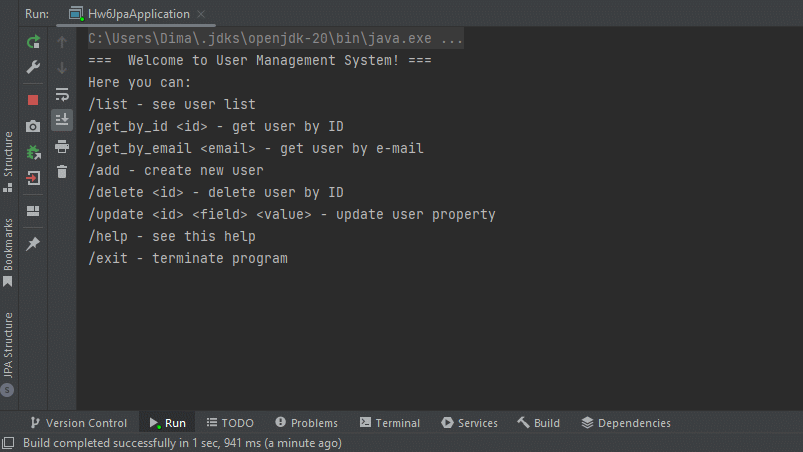 Run: Hw6JpaApplication
C:\Users\Dima\.jdks\openjdk-20\bin\java.exe ...
===  Welcome to User Management System! ===
Here you can:
/list - see user list
/get_by_id <id> - get user by ID
/get_by_email <email> - get user by e-mail
/add - create new user
/delete <id> - delete user by ID
/update <id> <field> <value> - update user property
/help - see this help
/exit - terminate program
Structure
Bookmarks
JPA Structure
S
Version Control Run TODO Problems Terminal Services Build Dependencies
Build completed successfully in 1 sec, 941 ms (a minute ago)